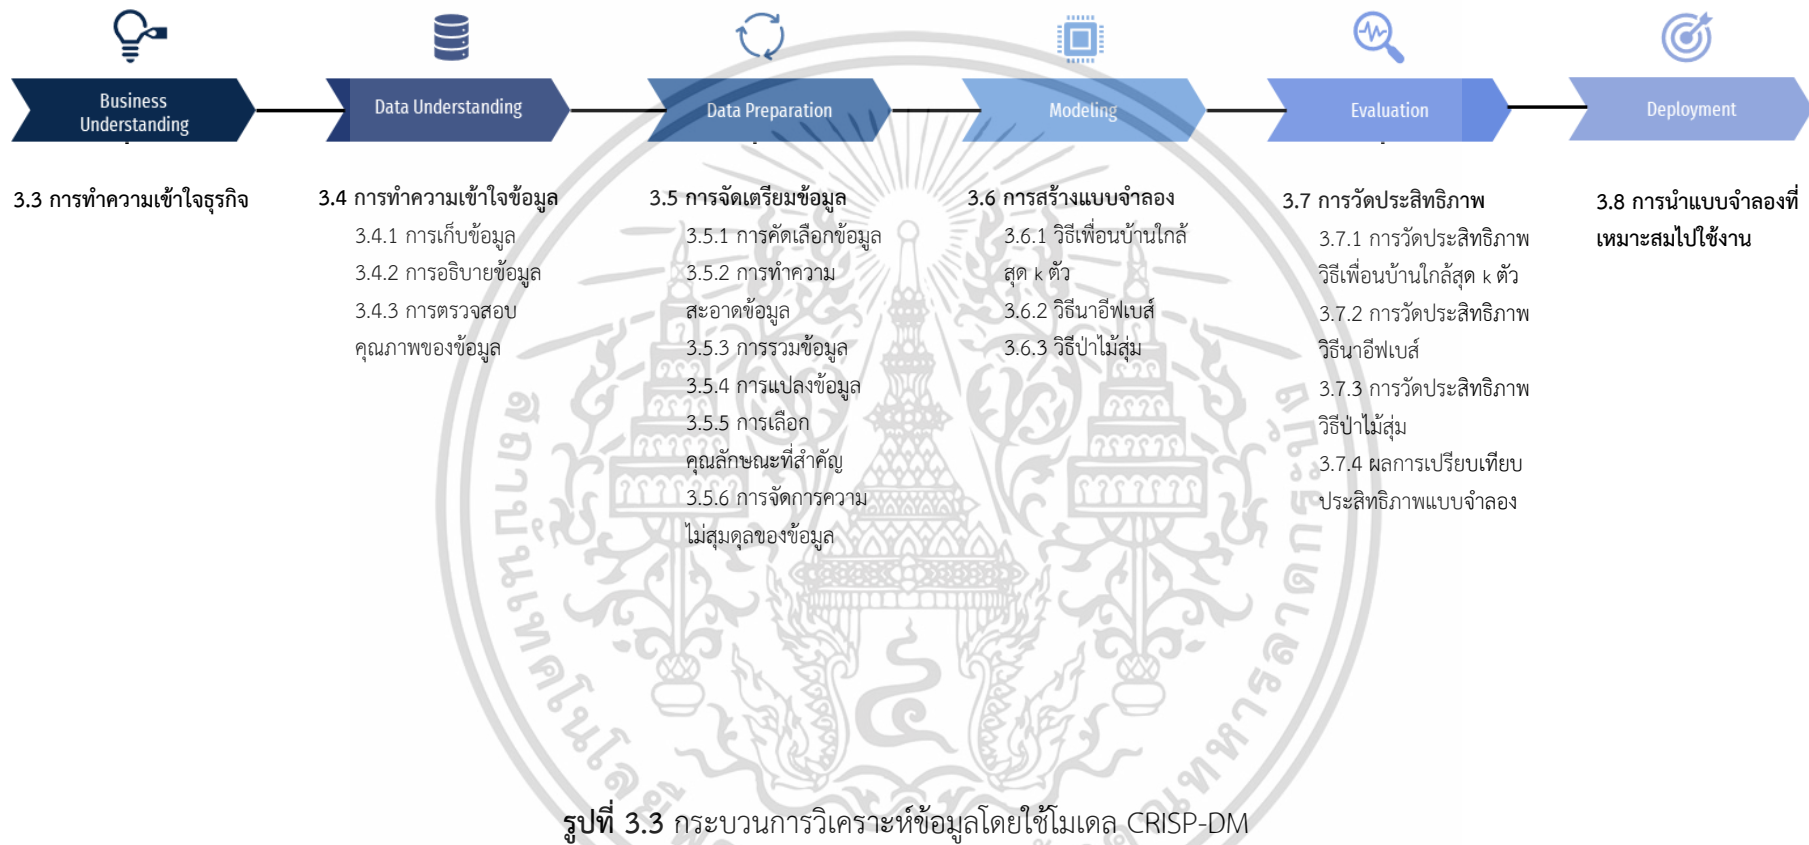 Business
Understanding
Data Understanding
Data Preparation
Modeling
Evaluation
Deployment
3.3 การทำความเข้าใจธุรกิจ
3.4 การทำความเข้าใจข้อมูล
3.4.1 การเก็บข้อมูล
3.4.2 การอธิบายข้อมูล
3.4.3 การตรวจสอบ
คุณภาพของข้อมูล
3.5 การจัดเตรียมข้อมูล
3.5.1 การคัดเลือกข้อมูล
3.5.2 การทำความ
สะอาดข้อมูล
3.5.3 การรวมข้อมูล
3.5.4 การแปลงข้อมูล
3.5.5 การเลือก
คุณลักษณะที่สำคัญ
3.5.6 การจัดการความ
ไม่สมดุลของข้อมูล
3.6 การสร้างแบบจำลอง
3.6.1 วิธีเพื่อนบ้านใกล้
สุด k ตัว
3.6.2 วิธีนาอีฟเบส์
3.6.3 วิธีป่าไม้สุ่ม
3.7 การวัดประสิทธิภาพ
3.7.1 การวัดประสิทธิภาพ
วิธีเพื่อนบ้านใกล้สุด k ตัว
3.7.2 การวัดประสิทธิภาพ
วิธีนาอีฟเบส์
3.7.3 การวัดประสิทธิภาพ
วิธีป่าไม้สุ่ม
3.7.4 ผลการเปรียบเทียบ
ประสิทธิภาพแบบจำลอง
3.8 การนำแบบจำลองที่
เหมาะสมไปใช้งาน
รูปที่ 3.3 กระบวนการวิเคราะห์ข้อมูลโดยใช้โมเดล CRISP-DM